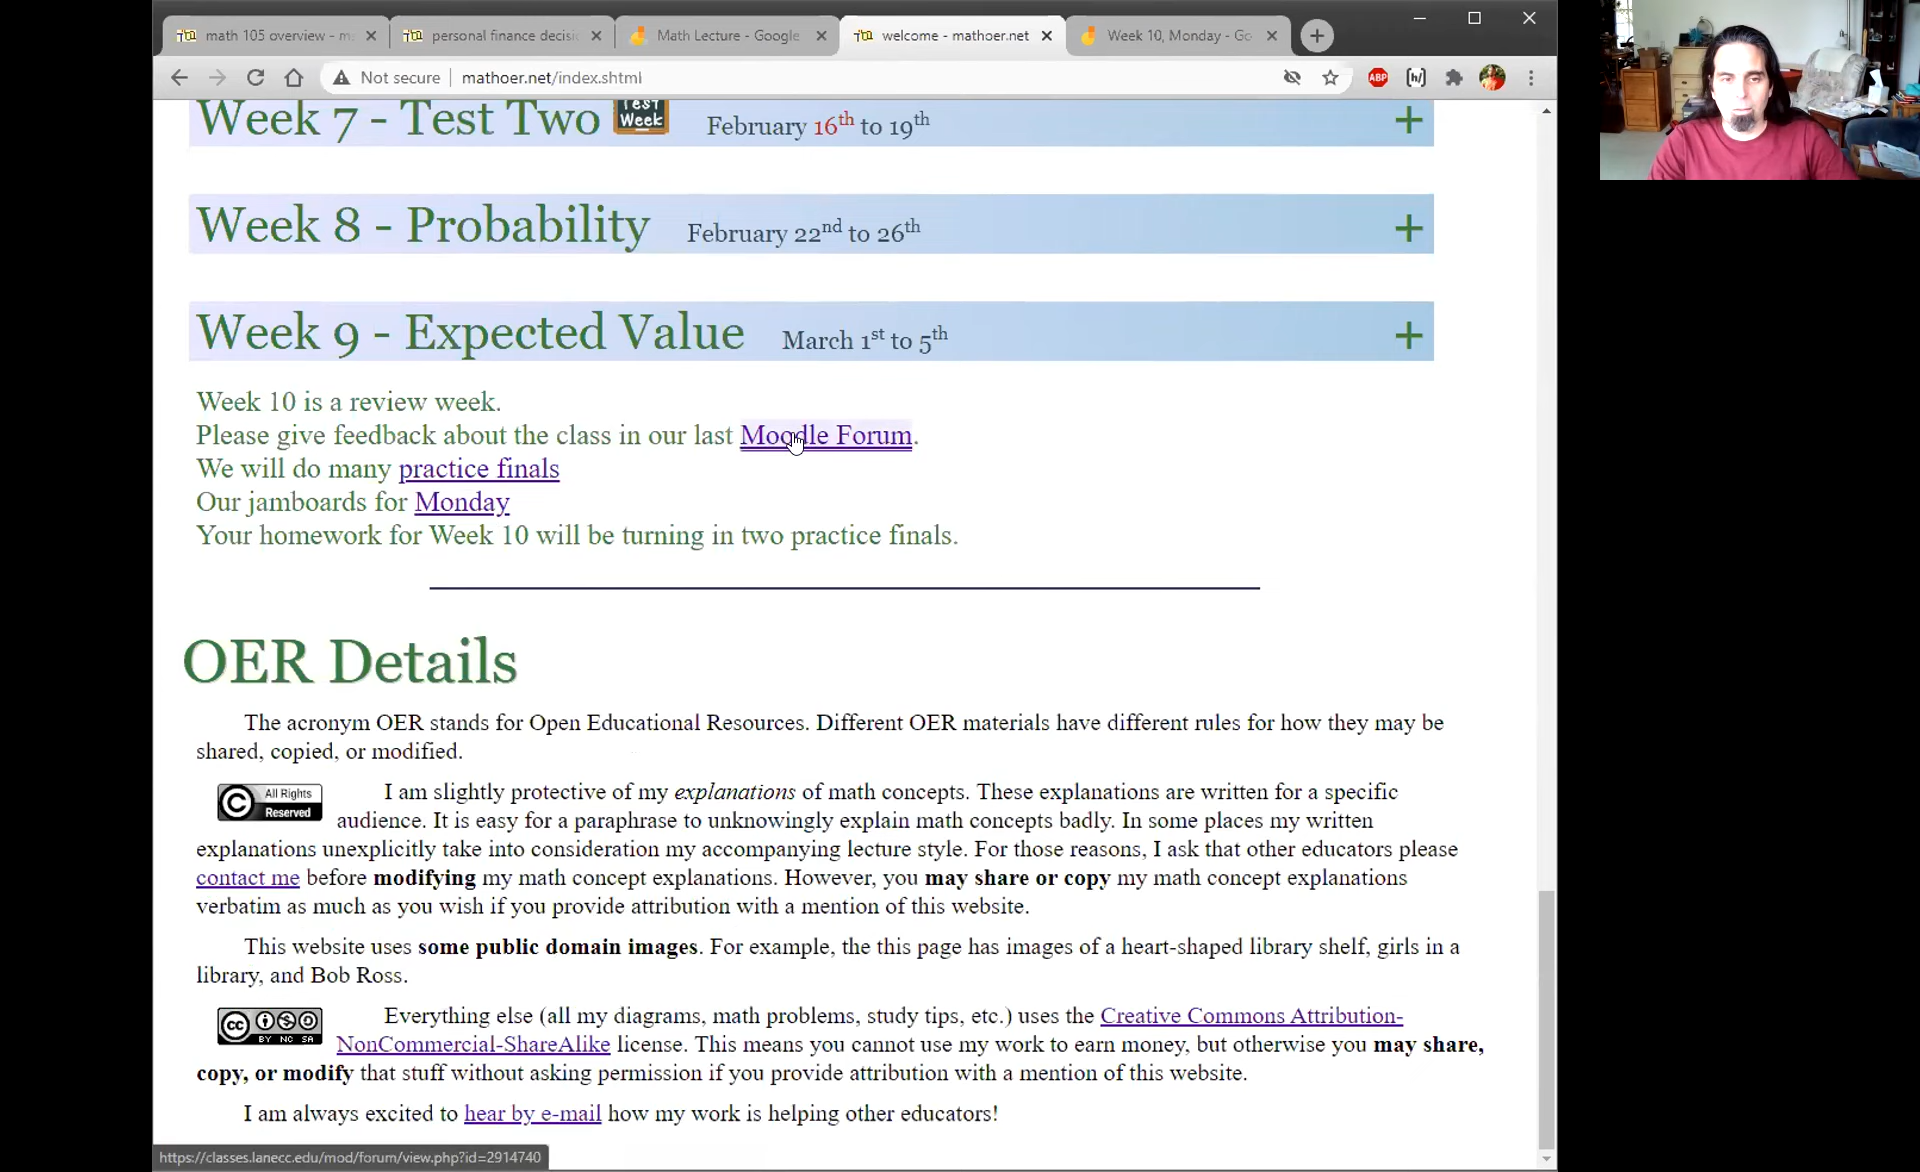 math 105 overview - ma
personal finance decisi
Math Lecture - Google
welcome - mathoer.net
Week 10, Monday - Go
Not secure
mathoer.net/index.shtml
ABP
Week 7 - Test Two
Test
Week
February 16th to 19th
+
Week 8 - Probability February 22nd to 26th +
Week 9 - Expected Value March 1st to 5th +
Week 10 is a review week.
Please give feedback about the class in our last Moodle Forum.
We will do many practice finals
Our jamboards for Monday
Your homework for Week 10 will be turning in two practice finals.
OER Details
The acronym OER stands for Open Educational Resources. Different OER materials have different rules for how they may be
shared, copied, or modified.
All Rights
Reserved
I am slightly protective of my explanations of math concepts. These explanations are written for a specific
audience. It is easy for a paraphrase to unknowingly explain math concepts badly. In some places my written
explanations unexplicitly take into consideration my accompanying lecture style. For those reasons, I ask that other educators please
contact me before modifying my math concept explanations. However, you may share or copy my math concept explanations
verbatim as much as you wish if you provide attribution with a mention of this website.
This website uses some public domain images. For example, the this page has images of a heart-shaped library shelf, girls in a
library, and Bob Ross.
cc
BY NC SA
Everything else (all my diagrams, math problems, study tips, etc.) uses the Creative Commons Attribution-
NonCommercial-ShareAlike license. This means you cannot use my work to earn money, but otherwise you may share,
copy, or modify that stuff without asking permission if you provide attribution with a mention of this website.
I am always excited to hear by e-mail how my work is helping other educators!
https://classes.lanecc.edu/mod/forum/view.php?id=2914740